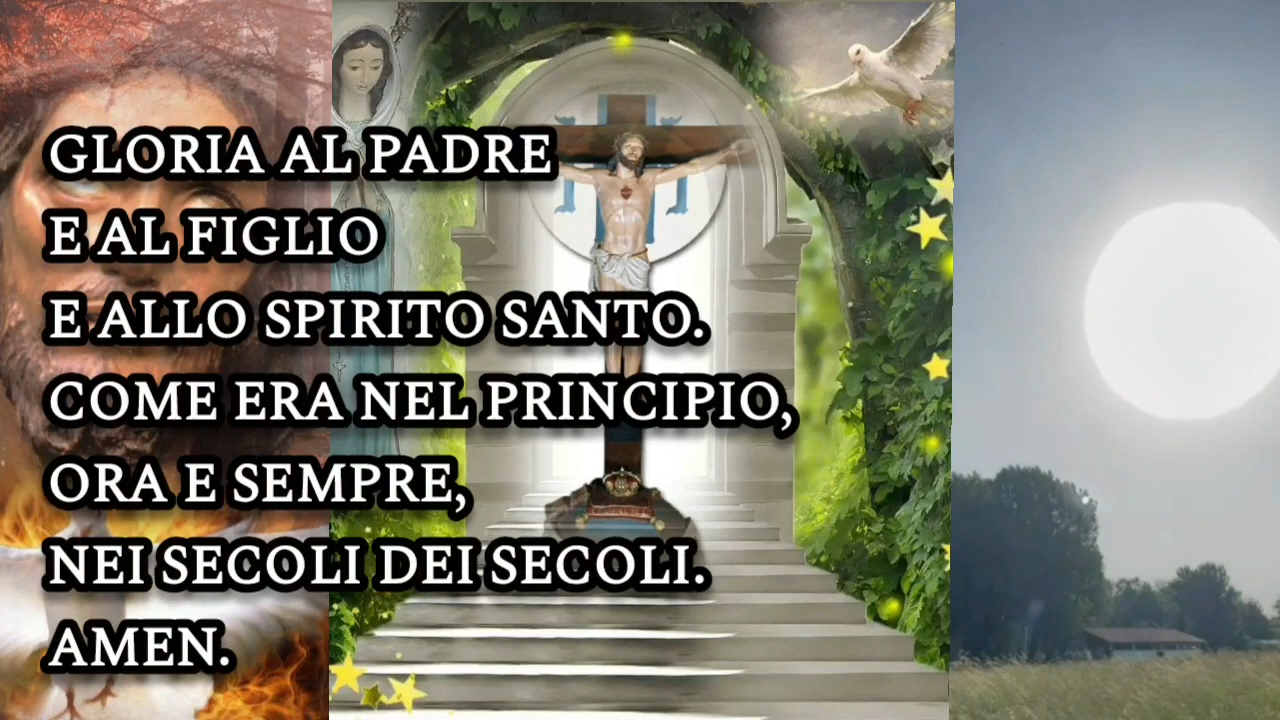 GLORIA AL PADRE
E AL FIGLIO
E ALLO SPIRITO SANTO.
COME ERA NEL PRINCIPIO,
ORA E SEMPRE,
NEI SECOLI DEI SECOLI.
AMEN.